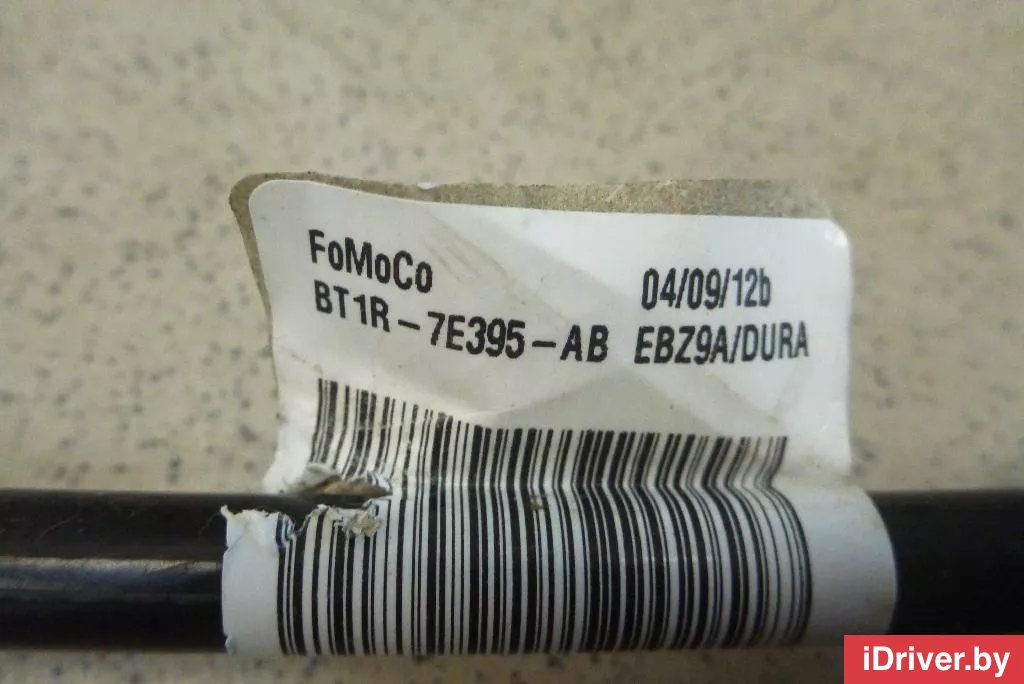 FoMoCo
04/09/12b
BT1R-7E395-AB EBZ9A/DURA
iDriver.by